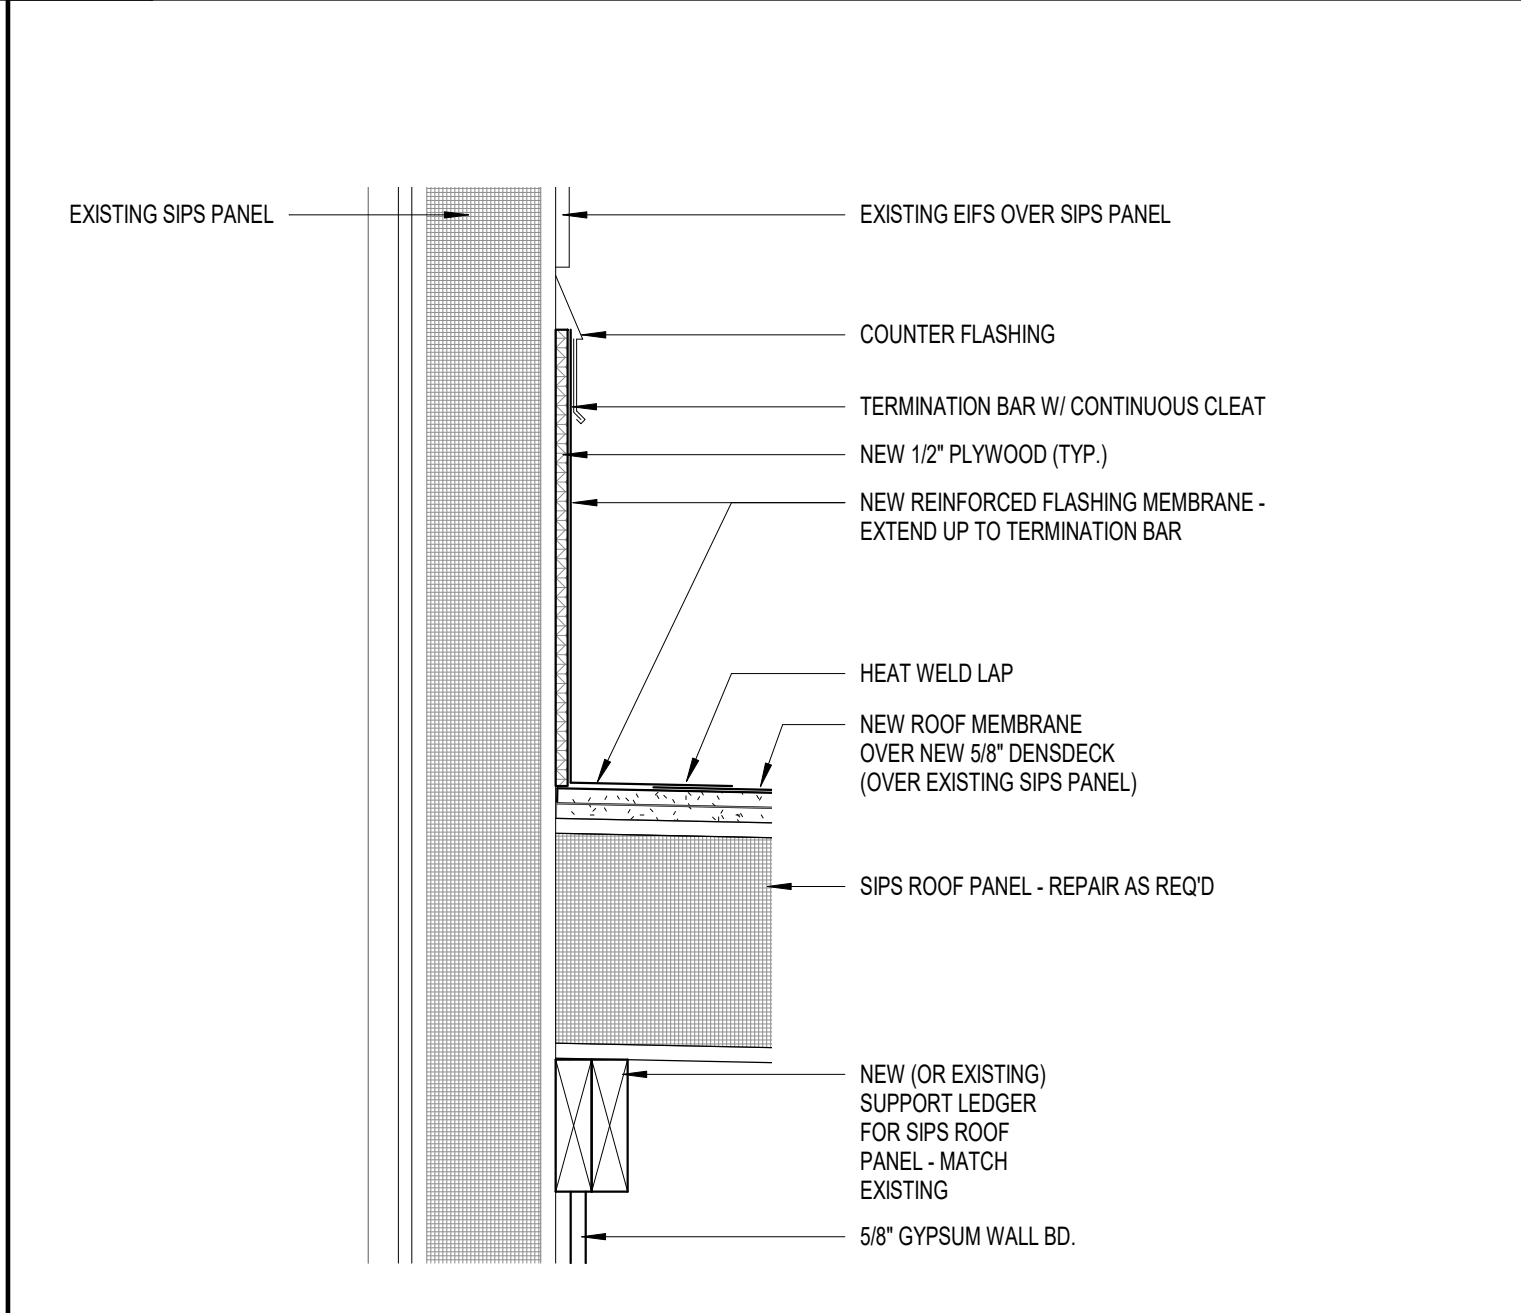 EXISTING SIPS PANEL
EXISTING EIFS OVER SIPS PANEL
COUNTER FLASHING
TERMINATION BAR W/ CONTINUOUS CLEAT
NEW 1/2" PLYWOOD (TYP.)
NEW REINFORCED FLASHING MEMBRANE -
EXTEND UP TO TERMINATION BAR
HEAT WELD LAP
NEW ROOF MEMBRANE
OVER NEW 5/8" DENSDECK
(OVER EXISTING SIPS PANEL)
SIPS ROOF PANEL - REPAIR AS REQ'D
NEW (OR EXISTING)
SUPPORT LEDGER
FOR SIPS ROOF
PANEL - MATCH
EXISTING
5/8" GYPSUM WALL BD.